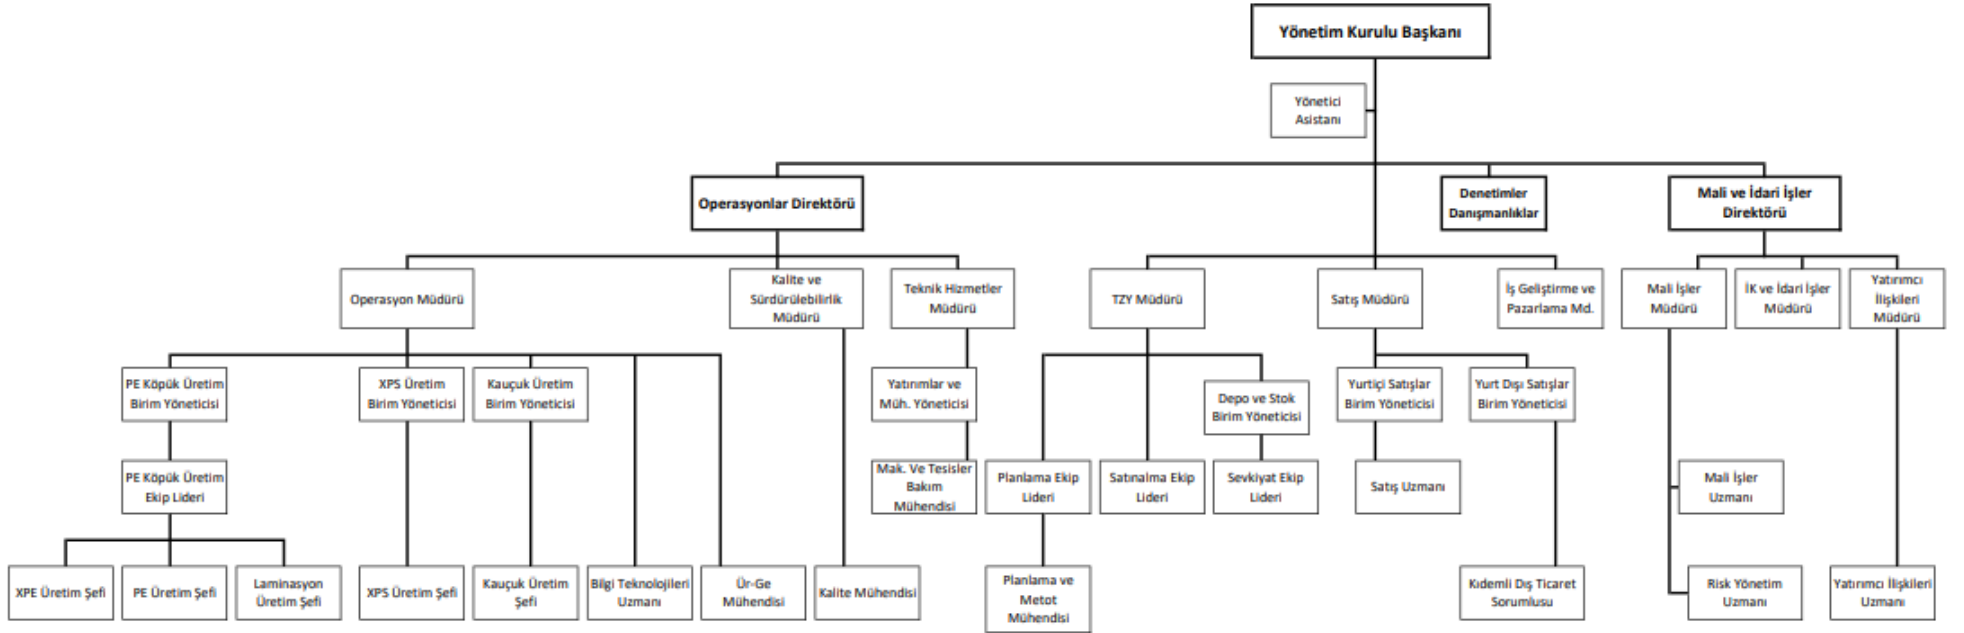 Yönetim Kurulu Başkanı
Yönetici
Asistanı
Operasyonlar Direktörü
Denetimler
Danışmanlıklar
Mali ve İdari İşler
Direktörü
Operasyon Müdürü
Kalite ve
Sürdürülebilirlik
Müdürü
Teknik Hizmetler
Müdürü
TZY Müdürü
Satış Müdürü
İş Geliştirme ve
Pazarlama Md.
Mali İşler
Müdürü
İK ve İdari İşler
Müdürü
Yatırımcı
İlişkileri
Müdürü
PE Köpük Üretim
Birim Yöneticisi
XPS Üretim
Birim Yöneticisi
Kauçuk Üretim
Birim Yöneticisi
Yatırımlar ve
Müh. Yöneticisi
Depo ve Stok
Birim Yöneticisi
Yurtiçi Satışlar
Birim Yöneticisi
Yurt Dışı Satışlar
Birim Yöneticisi
PE Köpük Üretim
Ekip Lideri
Mak. Ve Tesisler
Bakım
Mühendisi
Planlama Ekip
Lideri
Satınalma Ekip
Lideri
Sevkiyat Ekip
Lideri
Satış Uzmanı
Mali İşler
Uzmanı
XPE Üretim Şefi
PE Üretim Şefi
Laminasyon
Üretim Şefi
XPS Üretim Şefi
Kauçuk Üretim
Şefi
Bilgi Teknolojileri
Uzmanı
Ür-Ge
Mühendisi
Kalite Mühendisi
Planlama ve
Metot
Mühendisi
Kıdemli Dış Ticaret
Sorumlusu
Risk Yönetim
Uzmanı
Yatırımcı İlişkileri
Uzmanı